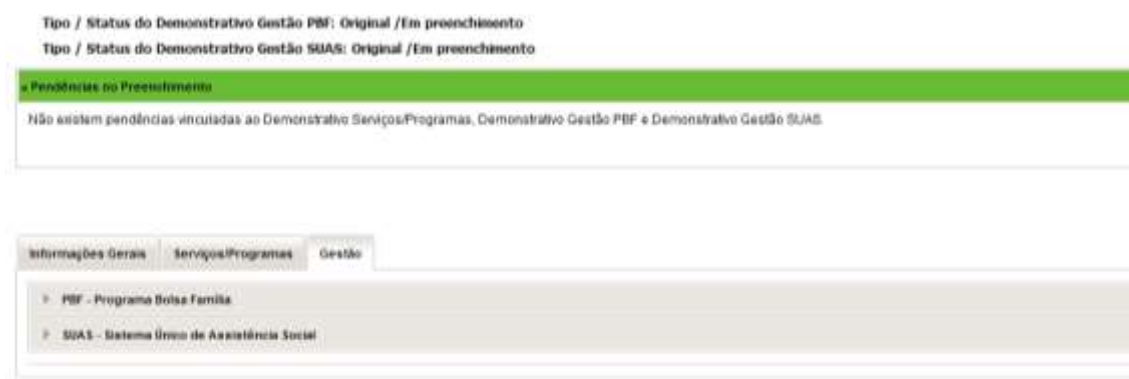 Tipo / Status do Demonstrativo Gestão PBF: Original /Em preenchimento
Tipo / Status do Demonstrativo Gestão SUAS: Original /Em preenchimento
» Pendências no Preenchimento
Não existem pendências vinculadas ao Demonstrativo Serviços/Programas, Demonstrativo Gestão PBF e Demonstrativo Gestão SUAS.
Informações Gerais Serviços/Programas Gestão
PBF - Programa Bolsa Família
SUAS - Sistema Único de Assistência Social